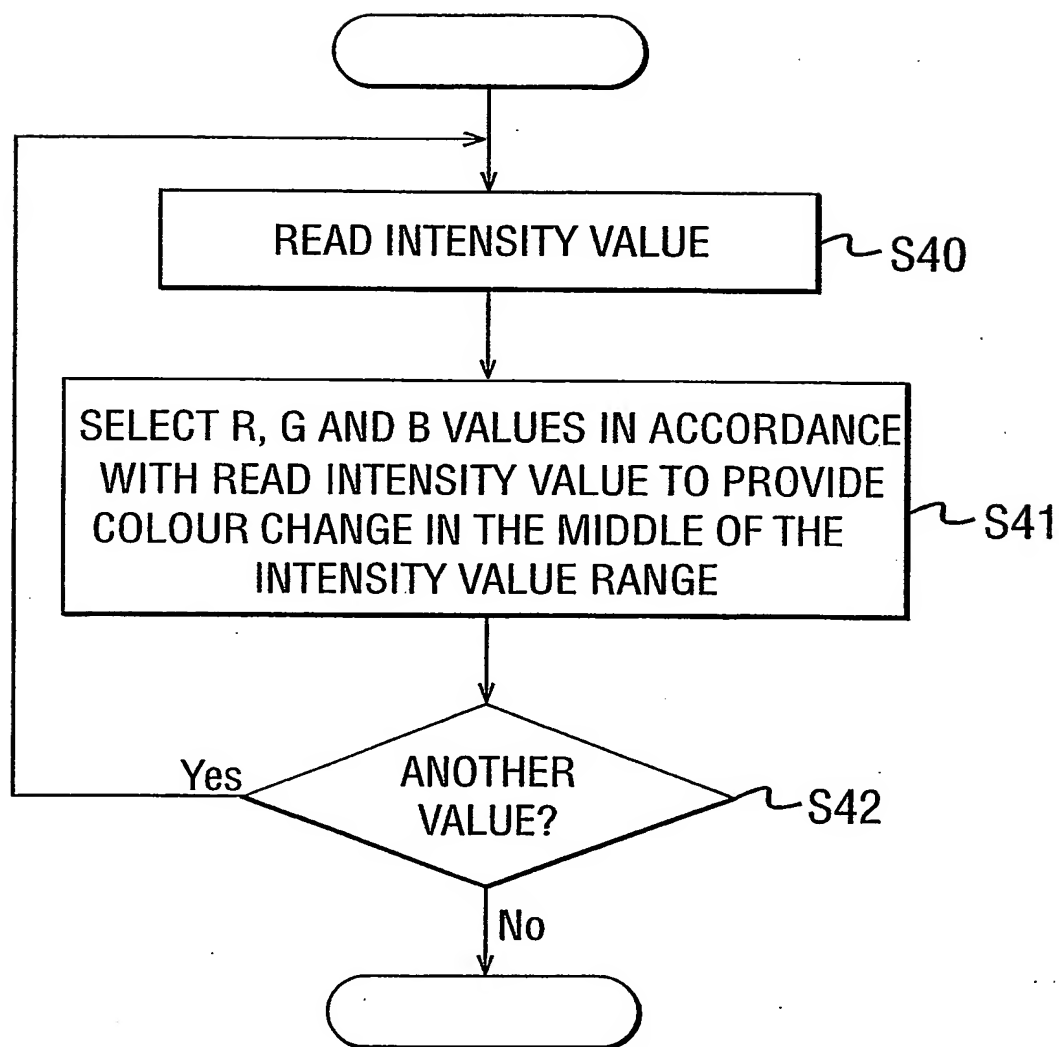 READ INTENSITY VALUE
S40
SELECT R, G AND B VALUES IN ACCORDANCE
WITH READ INTENSITY VALUE TO PROVIDE
COLOUR CHANGE IN THE MIDDLE OF THE
INTENSITY VALUE RANGE
S41
Yes
ANOTHER
VALUE?
S42
No